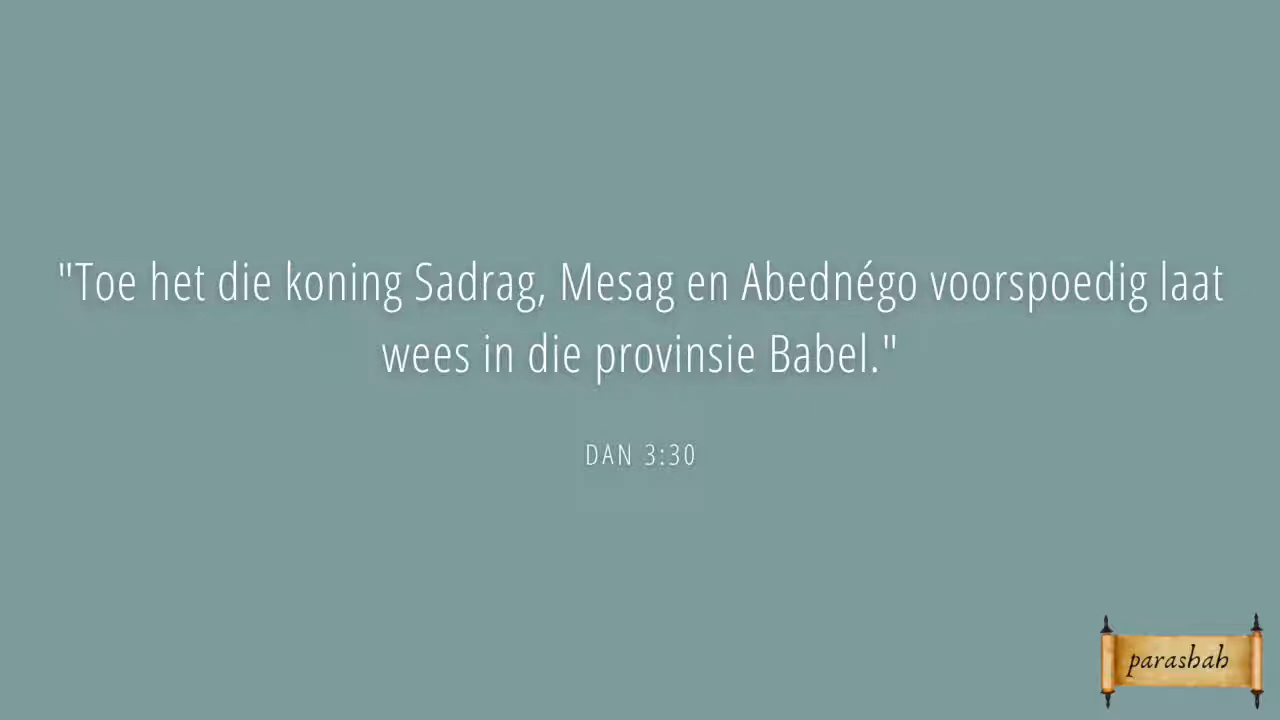 "Toe het die koning Sadrag, Mesag en Abednégo voorspoedig laat
wees in die provinsie Babel."
DAN 3:30
parashah